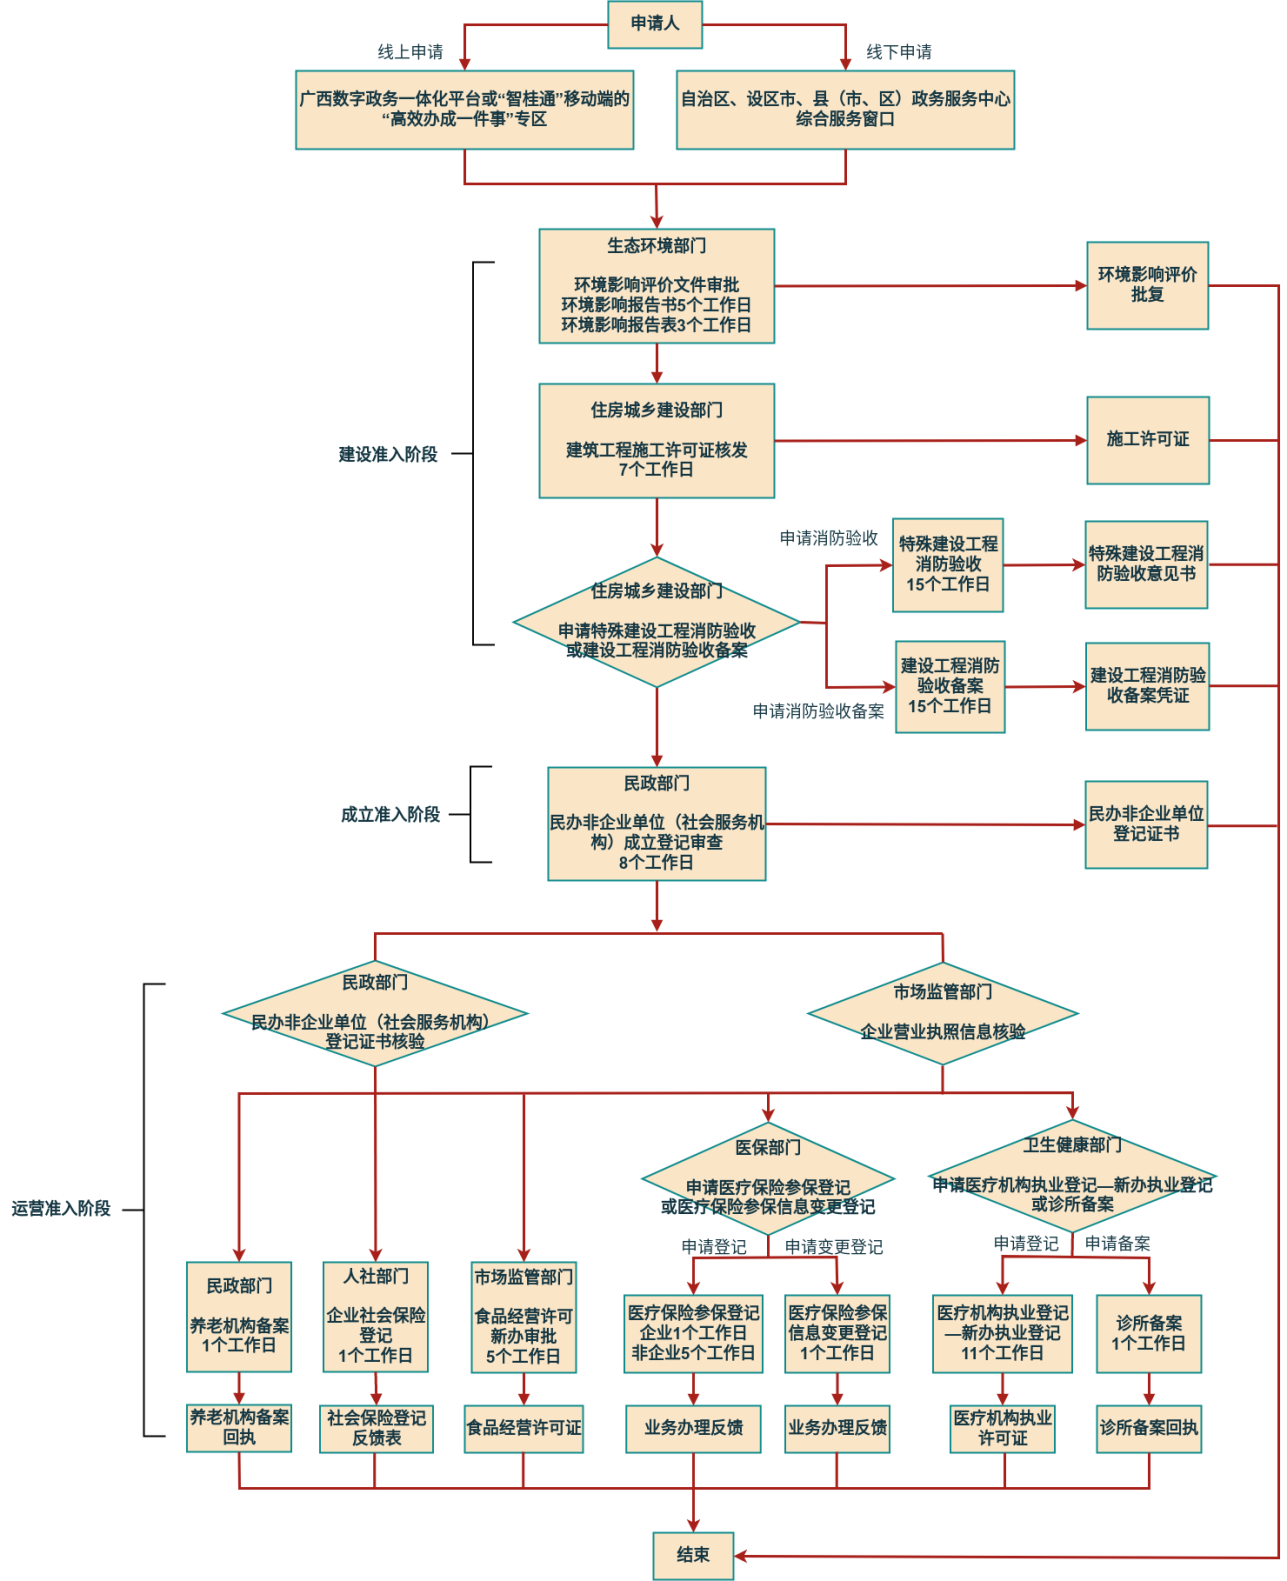 申请人
线上申请
线下申请
广西数字政务一体化平台或“智桂通”移动端的
“高效办成一件事”专区
自治区、设区市、县（市、区）政务服务中心
综合服务窗口
生态环境部门
环境影响评价文件审批
环境影响报告书5个工作日
环境影响报告表3个工作日
环境影响评价
批复
建设准入阶段
住房城乡建设部门
建筑工程施工许可证核发
7个工作日
施工许可证
住房城乡建设部门
申请特殊建设工程消防验收
或建设工程消防验收备案
申请消防验收
特殊建设工程
消防验收
15个工作日
特殊建设工程消
防验收意见书
申请消防验收备案
建设工程消防
验收备案
15个工作日
建设工程消防验
收备案凭证
成立准入阶段
民政部门
民办非企业单位（社会服务机
构）成立登记审查
8个工作日
民办非企业单位
登记证书
民政部门
民办非企业单位（社会服务机构）
登记证书核验
市场监管部门
企业营业执照信息核验
运营准入阶段
医保部门
申请医疗保险参保登记
或医疗保险参保信息变更登记
卫生健康部门
申请医疗机构执业登记—新办执业登记
或诊所备案
申请登记
申请变更登记
申请登记
申请备案
民政部门
养老机构备案
1个工作日
人社部门
企业社会保险
登记
1个工作日
市场监管部门
食品经营许可
新办审批
5个工作日
医疗保险参保登记
企业1个工作日
非企业5个工作日
医疗保险参保
信息变更登记
1个工作日
医疗机构执业登记
—新办执业登记
11个工作日
诊所备案
1个工作日
养老机构备案
回执
社会保险登记
反馈表
食品经营许可证
业务办理反馈
业务办理反馈
医疗机构执业
许可证
诊所备案回执
结束